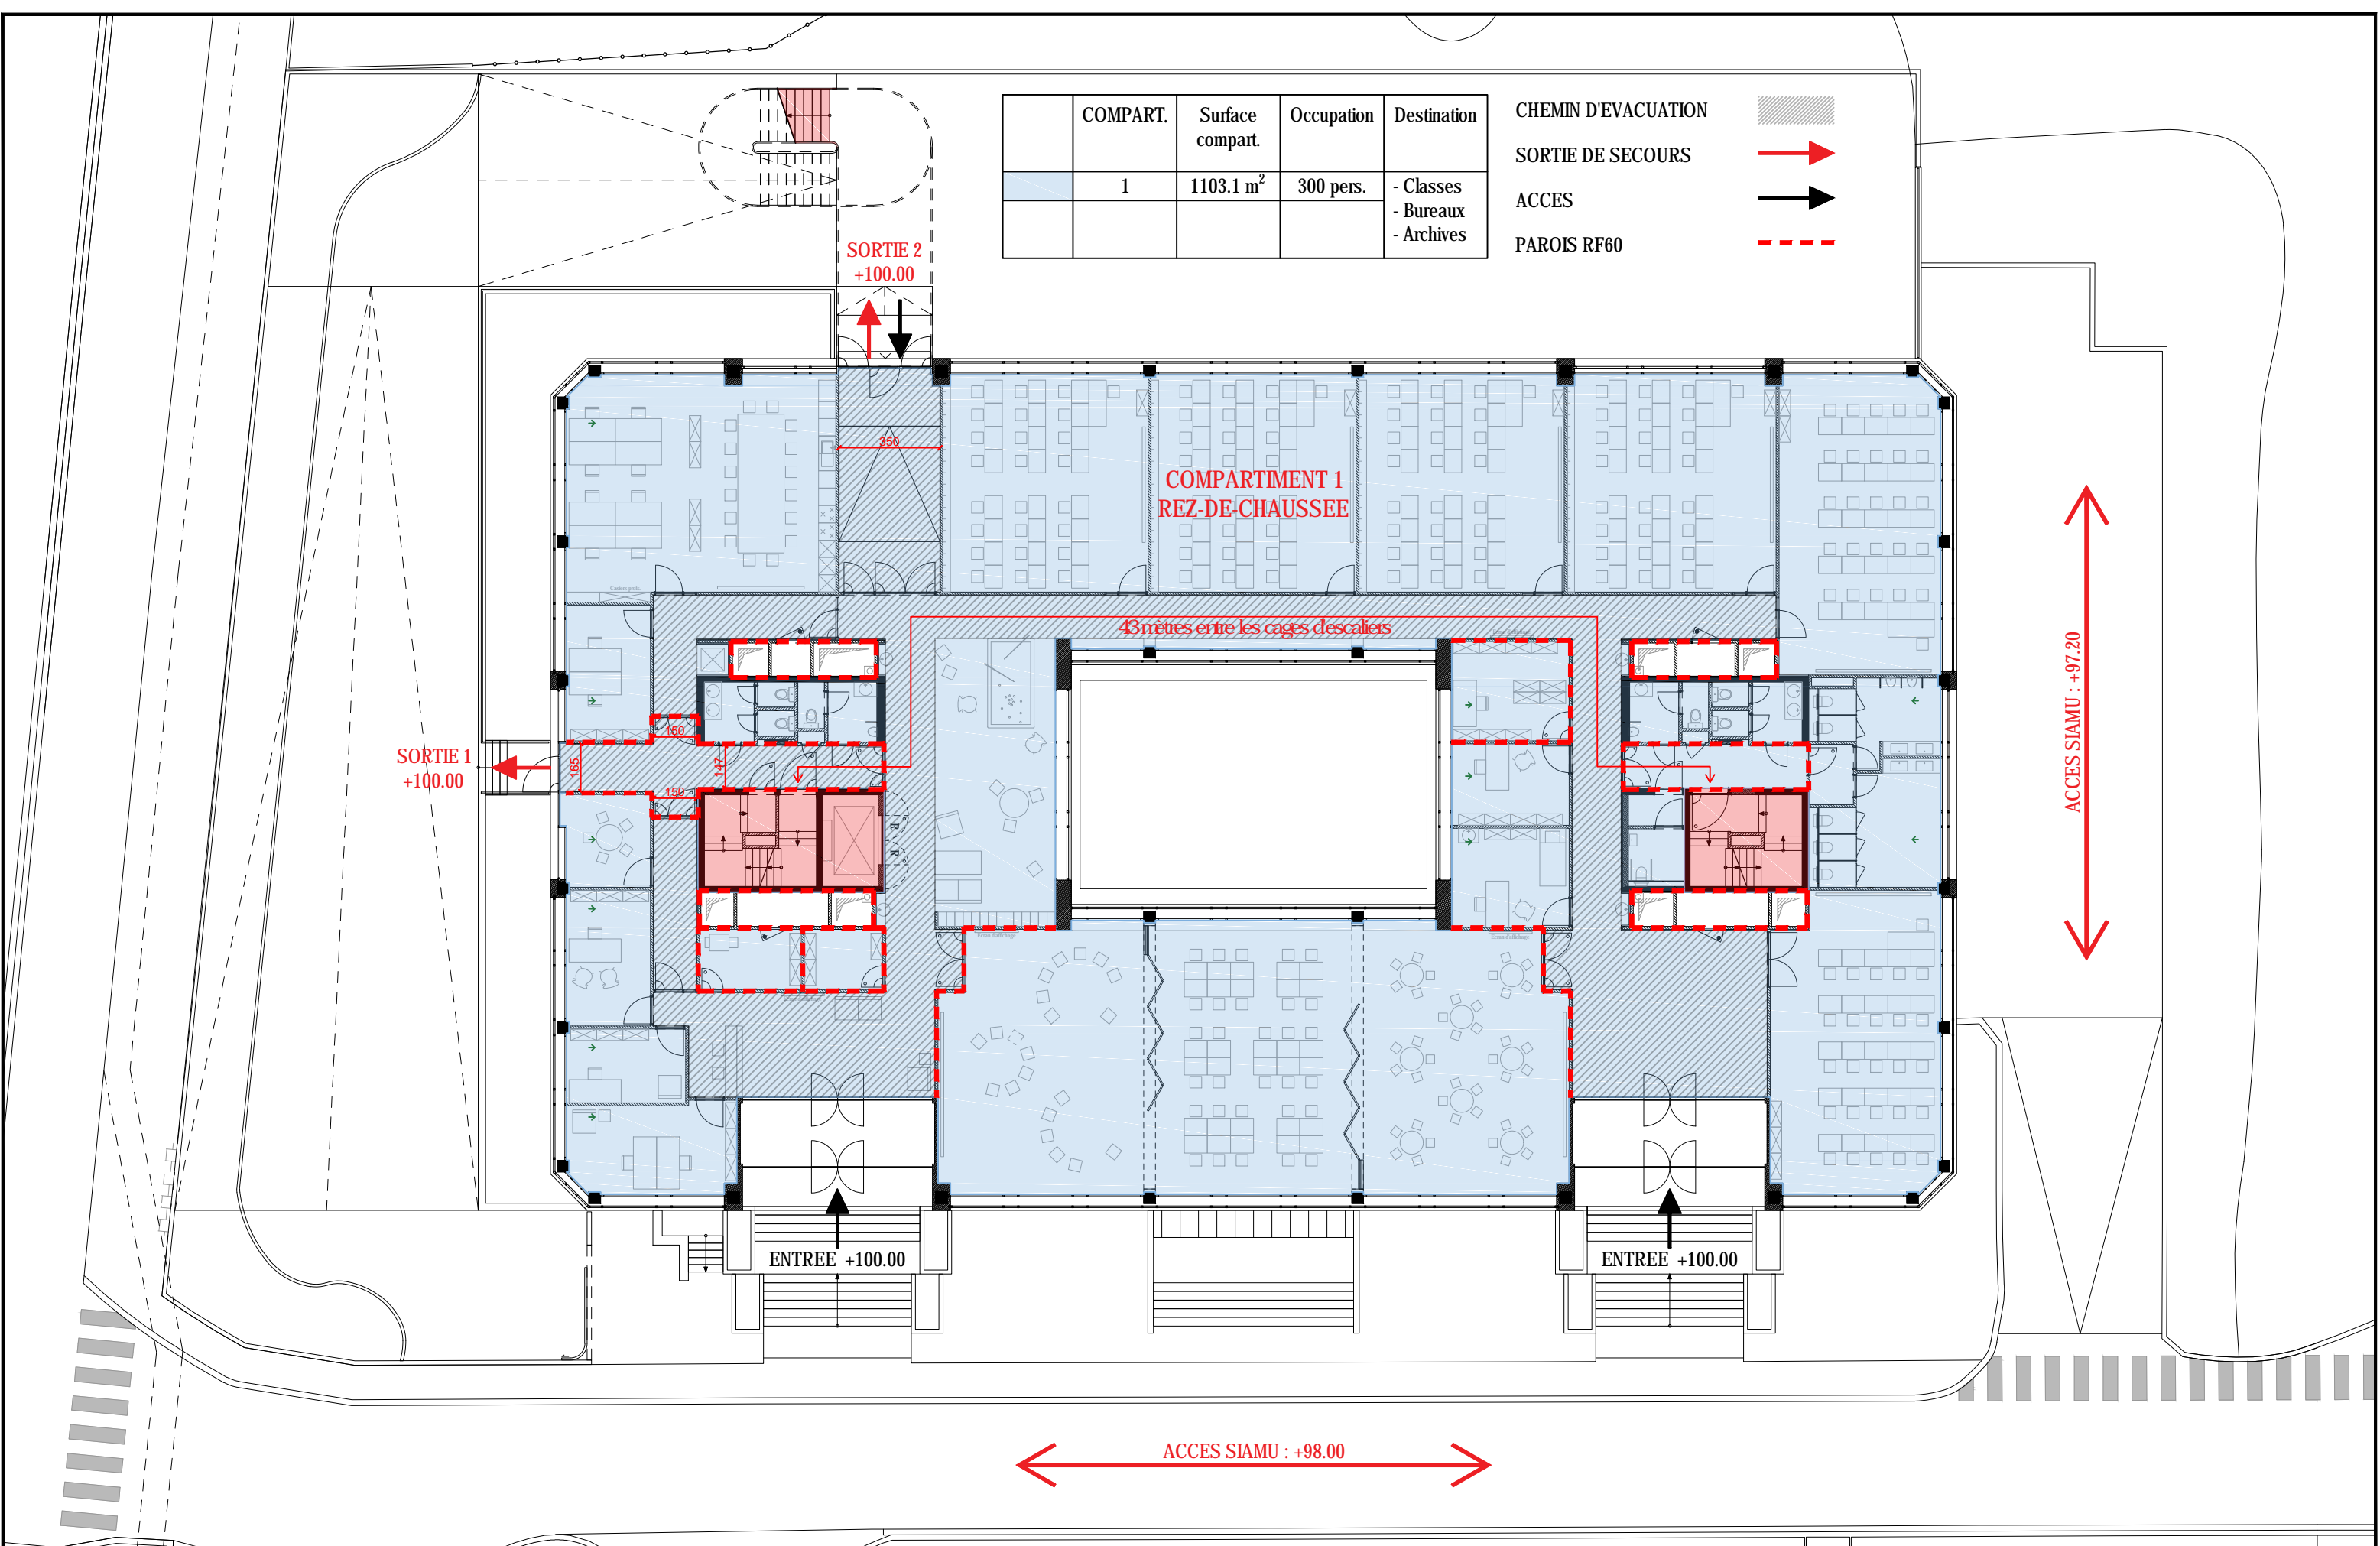 COMPART.
Surface
compart.
Occupation
Destination
1
1103.1 m²
300 pers.
- Classes
- Bureaux
- Archives
CHEMIN D'EVACUATION
SORTIE DE SECOURS
ACCES
PAROIS RF60
SORTIE 2
+100.00
350
COMPARTIMENT 1
REZ-DE-CHAUSSEE
43 mètres entre les cages d'escaliers
SORTIE 1
+100.00
165
150
147
150
R
R
ACCES SIAMU : +97.20
ENTREE +100.00
ENTREE +100.00
ACCES SIAMU : +98.00